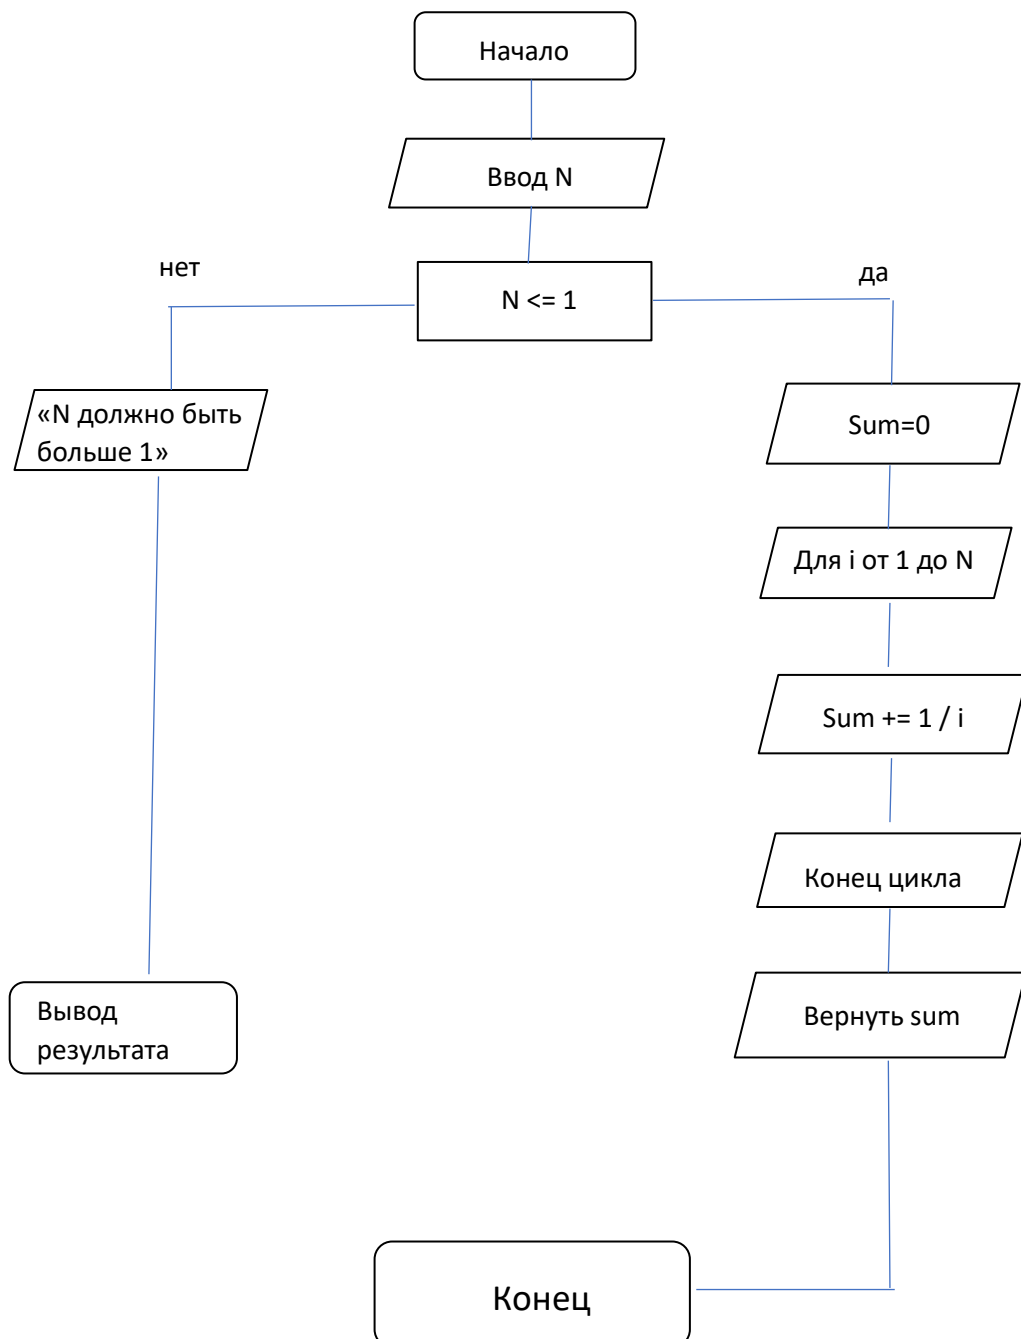 Начало
Ввод N
нет
да
N <= 1
«N должно быть
больше 1»
Sum=0
Для i от 1 до N
Sum += 1 / i
Конец цикла
Вывод
результата
Вернуть sum
Конец